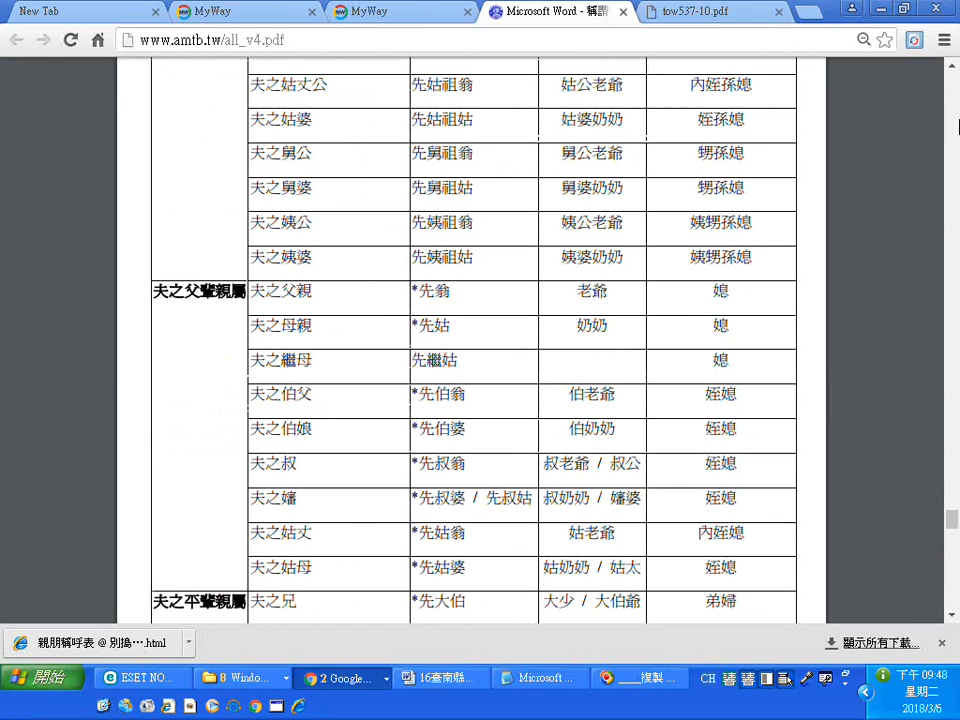 New Tab
MyWay
MyWay
Microsoft Word - 稱謂
tow537-10.pdf
www.amtb.tw/all_v4.pdf
夫之姑丈公 先姑祖翁 姑公老爺 內姪孫媳
夫之姑婆 先姑祖姑 姑婆奶奶 姪孫媳
夫之舅公 先舅祖翁 舅公老爺 甥孫媳
夫之舅婆 先舅祖姑 舅婆奶奶 甥孫媳
夫之姨公 先姨祖翁 姨公老爺 姨甥孫媳
夫之姨婆 先姨祖姑 姨婆奶奶 姨甥孫媳
夫之父輩親屬 夫之父親 *先翁 老爺 媳
夫之母親 *先姑 奶奶 媳
夫之繼母 先繼姑 媳
夫之伯父 *先伯翁 伯老爺 姪媳
夫之伯娘 *先伯婆 伯奶奶 姪媳
夫之叔 *先叔翁 叔老爺 / 叔公 姪媳
夫之嬸 *先叔婆 / 先叔姑 叔奶奶 / 嬸婆 姪媳
夫之姑丈 *先姑翁 姑老爺 內姪媳
夫之姑母 *先姑婆 姑奶奶 / 姑太 姪媳
夫之平輩親屬 夫之兄 *先大伯 大少 / 大伯爺 弟婦
親朋稱呼表 @ 別搗⋯.html
顯示所有下載...
開始
ESET NO...
8 Window...
2 Google...
16臺南縣...
Microsoft ...
____複製 ...
CH
下午 09:48
星期二
2018/3/6